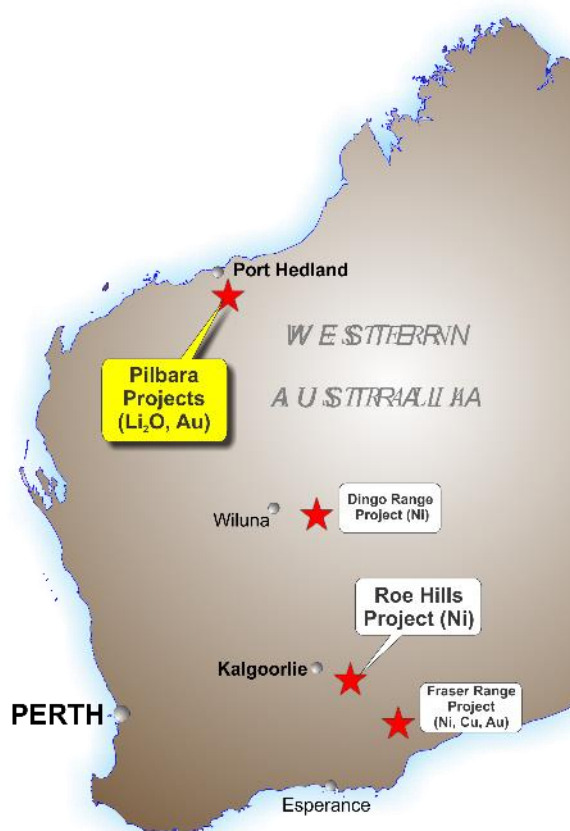 Port Hedland
WESTERN
AUSTRALIA
Pilbara
Projects
(Li₂O, Au)
Wiluna
Dingo Range
Project (Ni)
Roe Hills
Project (Ni)
Kalgoorlie
Fraser Range
Project
(Ni, Cu, Au)
PERTH
Esperance